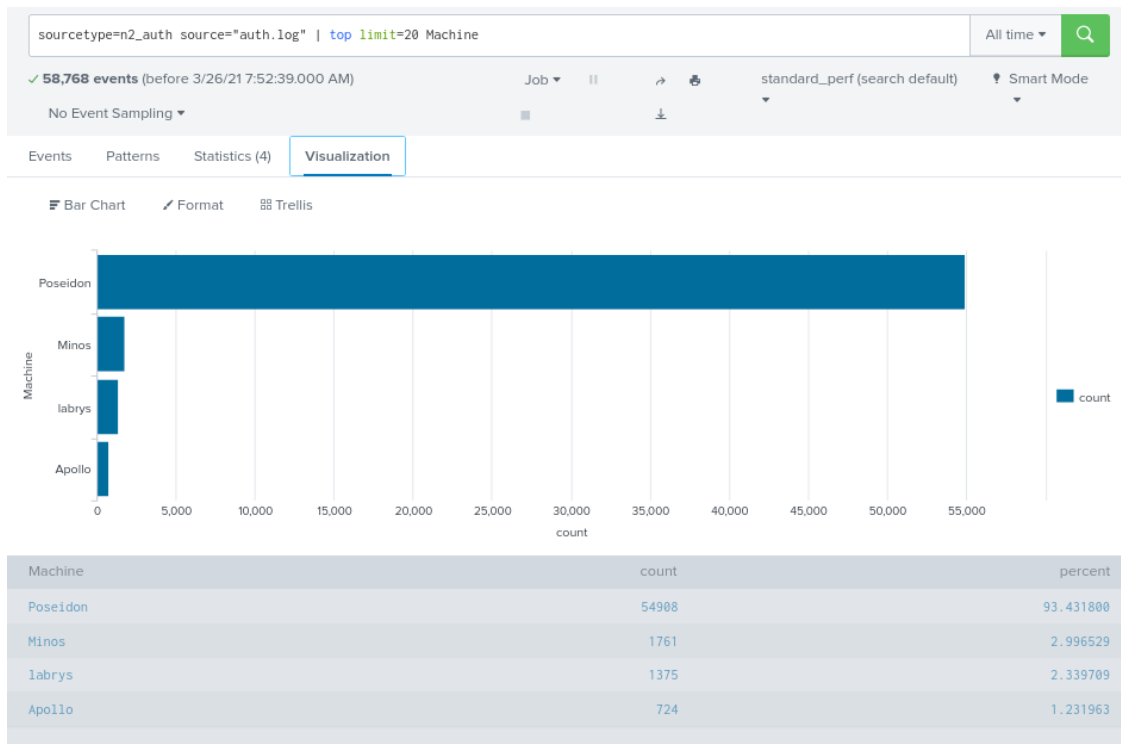 sourcetype=n2_auth source="auth.log" | top limit=20 Machine
All time
58,768 events (before 3/26/21 7:52:39.000 AM)
Job
standard_perf (search default)
Smart Mode
No Event Sampling
Events Patterns Statistics (4) Visualization
Bar Chart Format Trellis
Poseidon
Minos
labrys
Apollo
Machine
count
0 5,000 10,000 15,000 20,000 25,000 30,000 35,000 40,000 45,000 50,000 55,000
count
Machine count percent
Poseidon 54908 93.431800
Minos 1761 2.996529
labrys 1375 2.339709
Apollo 724 1.231963